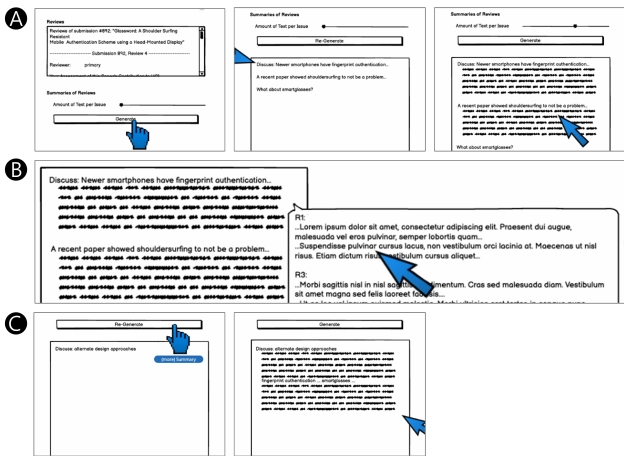 A
Reviews
Reviews of submission #892: "Glassword: A Shoulder Surfing
Resistant
Mobile Authentication Scheme using a Head-Mounted Display"
Submission 892, Review 4
Reviewer: primary
Summaries of Reviews
Amount of Text per Issue
Generate
Summaries of Reviews
Amount of Text per Issue
Re-Generate
Discuss: Newer smartphones have fingerprint authentication...
A recent paper showed shouldersurfing to not be a problem...
What about smartglasses?
Summaries of Reviews
Amount of Text per Issue
Generate
Discuss: Newer smartphones have fingerprint authentication...
A recent paper showed shouldersurfing to not be a problem...
What about smartglasses?
B
Discuss: Newer smartphones have fingerprint authentication...
A recent paper showed shouldersurfing to not be a problem...
R1:
...Lorem ipsum dolor sit amet, consectetur adipiscing elit. Praesent dui augue,
malesuada vel eros pulvinar, semper lobortis quam...
...Suspendisse pulvinar cursus lacus, non vestibulum orci lacinia at. Maecenas ut nisl
risus. Etiam dictum cursus aliquet...
R3:
...Morbi sagittis nisl in nisl Cras sed malesuada diam. Vestibulum
sit amet magna sed felis laoreet
C
Re-Generate
Discuss: alternate design approaches
(more) Summary
Generate
Discuss: alternate design approaches
fingerprint authentication ... smartglasses ...